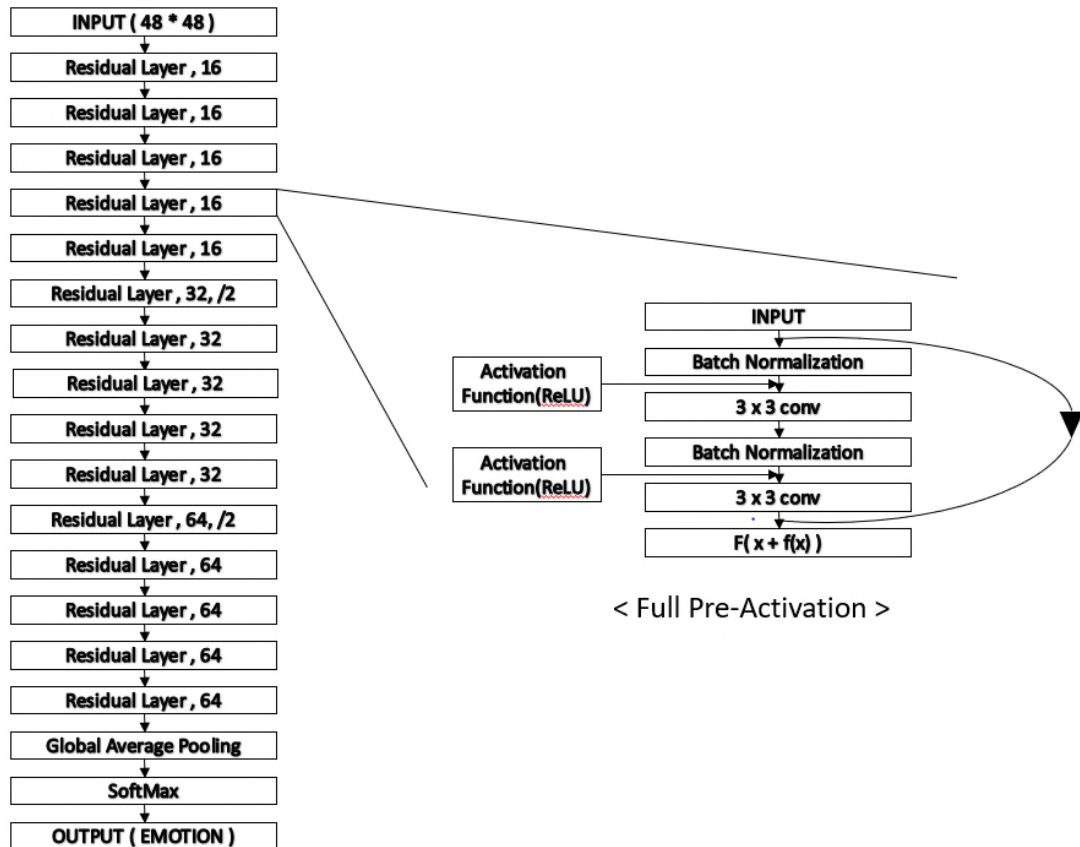 INPUT ( 48 * 48 )
Residual Layer , 16
Residual Layer , 16
Residual Layer , 16
Residual Layer , 16
Residual Layer , 16
Residual Layer , 32, /2
Residual Layer , 32
Residual Layer , 32
Residual Layer , 32
Residual Layer , 32
Residual Layer , 64, /2
Residual Layer , 64
Residual Layer , 64
Residual Layer , 64
Residual Layer , 64
Global Average Pooling
SoftMax
OUTPUT ( EMOTION )
INPUT
Batch Normalization
Activation
Function(ReLU)
3 x 3 conv
Batch Normalization
Activation
Function(ReLU)
3 x 3 conv
F( x + f(x) )
< Full Pre-Activation >